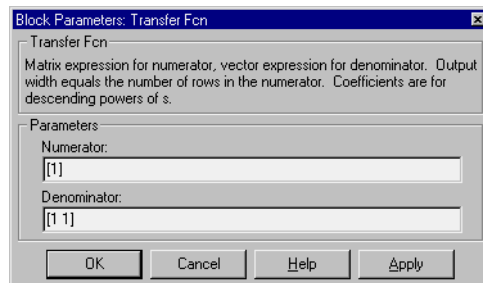 Block Parameters: Transfer Fcn
Transfer Fcn
Matrix expression for numerator, vector expression for denominator. Output
width equals the number of rows in the numerator. Coefficients are for
descending powers of s.
Parameters
Numerator:
[1]
Denominator:
[1 1]
OK Cancel Help Apply